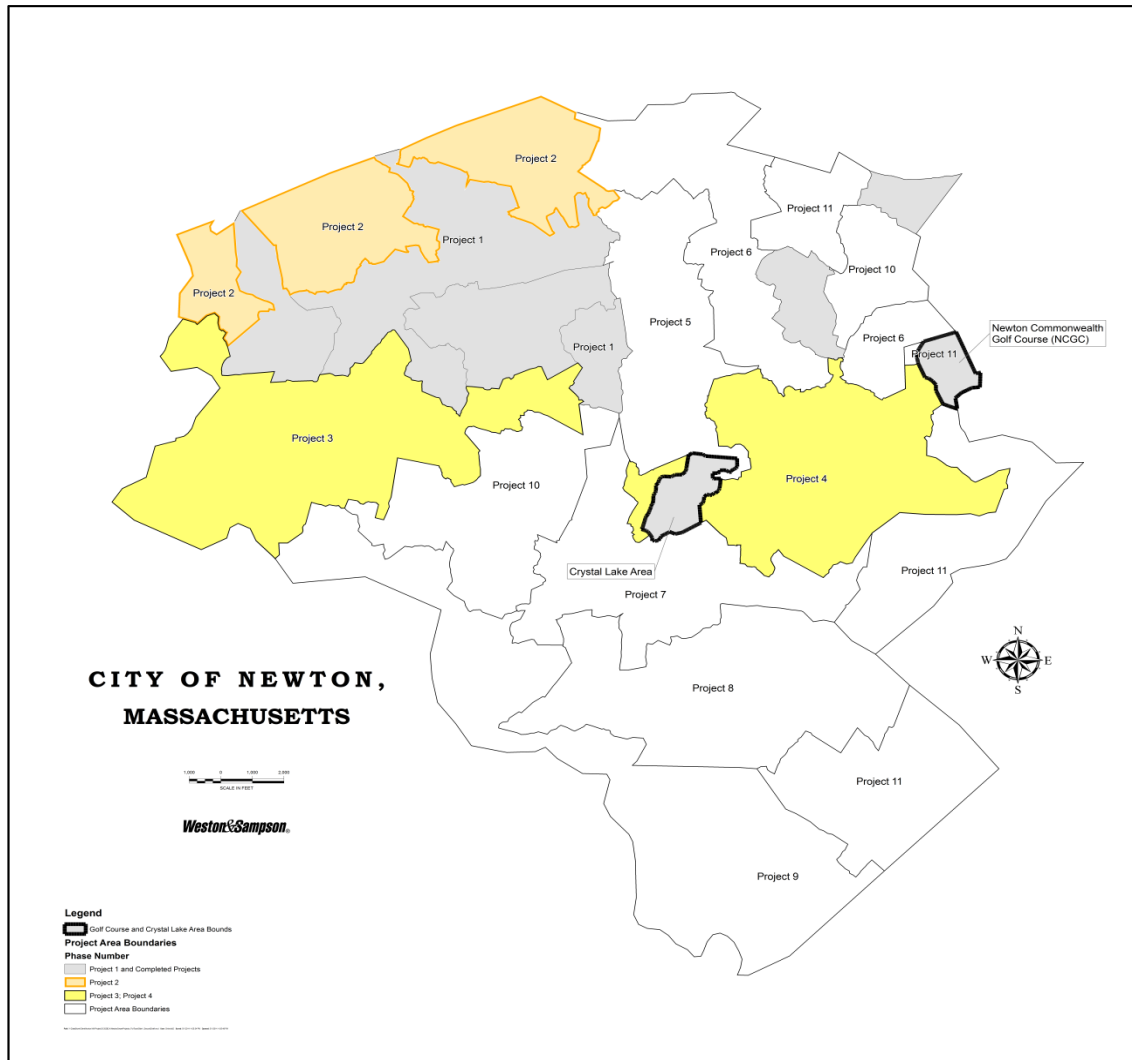 Project 2
Project 11
Project 2
Project 1
Project 6
Project 10
Project 2
Project 5
Newton Commonwealth
Golf Course (NCGC)
Project 6
Project 1
Project 11
Project 3
Project 4
Project 10
Crystal Lake Area
Project 11
Project 7
N
W
E
S
CITY OF NEWTON,
MASSACHUSETTS
Project 8
1,000 0 1,000 2,000
SCALE IN FEET
Project 11
Weston&Sampson®
Project 9
Legend
Golf Course and Crystal Lake Area Bounds
Project Area Boundaries
Phase Number
Project 1 and Completed Projects
Project 2
Project 3; Project 4
Project Area Boundaries